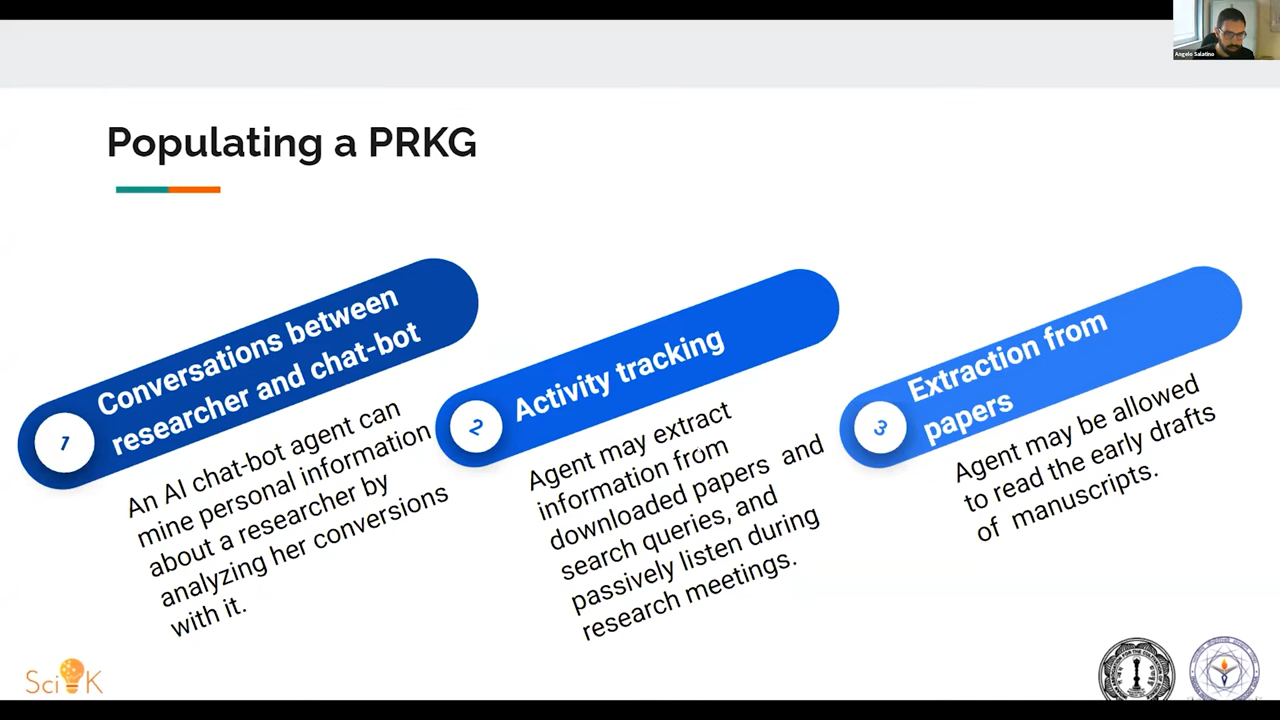 Angelo Salatino
Populating a PRKG
1
Conversations between
researcher and chat-bot
An AI chat-bot agent can
mine personal information
about a researcher by
analyzing her conversions
with it.
2
Activity tracking
Agent may extract
information from
downloaded papers and
search queries, and
passively listen during
research meetings.
3
Extraction from
papers
Agent may be allowed
to read the early drafts
of manuscripts.
Sci K